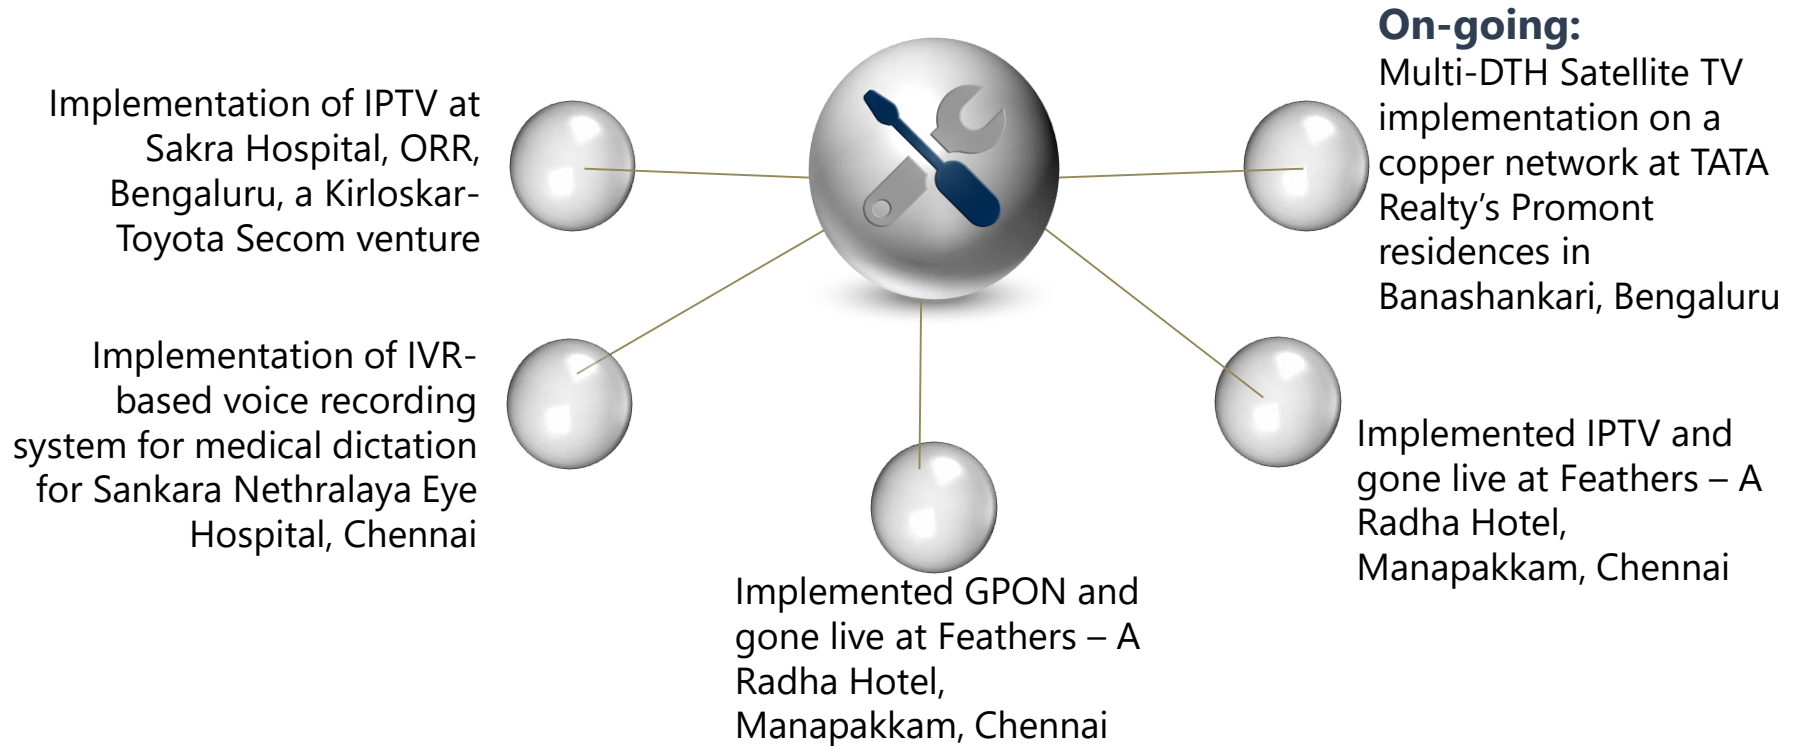 Implementation of IPTV at
Sakra Hospital, ORR,
Bengaluru, a Kirloskar-
Toyota Secom venture
Implementation of IVR-
based voice recording
system for medical dictation
for Sankara Nethralaya Eye
Hospital, Chennai
Implemented GPON and
gone live at Feathers – A
Radha Hotel,
Manapakkam, Chennai
On-going:
Multi-DTH Satellite TV
implementation on a
copper network at TATA
Realty’s Promont
residences in
Banashankari, Bengaluru
Implemented IPTV and
gone live at Feathers – A
Radha Hotel,
Manapakkam, Chennai